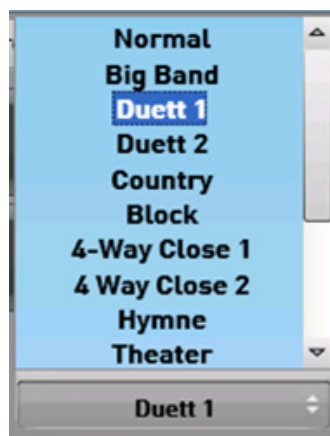 Normal
Big Band
Duett 1
Duett 2
Country
Block
4-Way Close 1
4 Way Close 2
Hymne
Theater
Duett 1